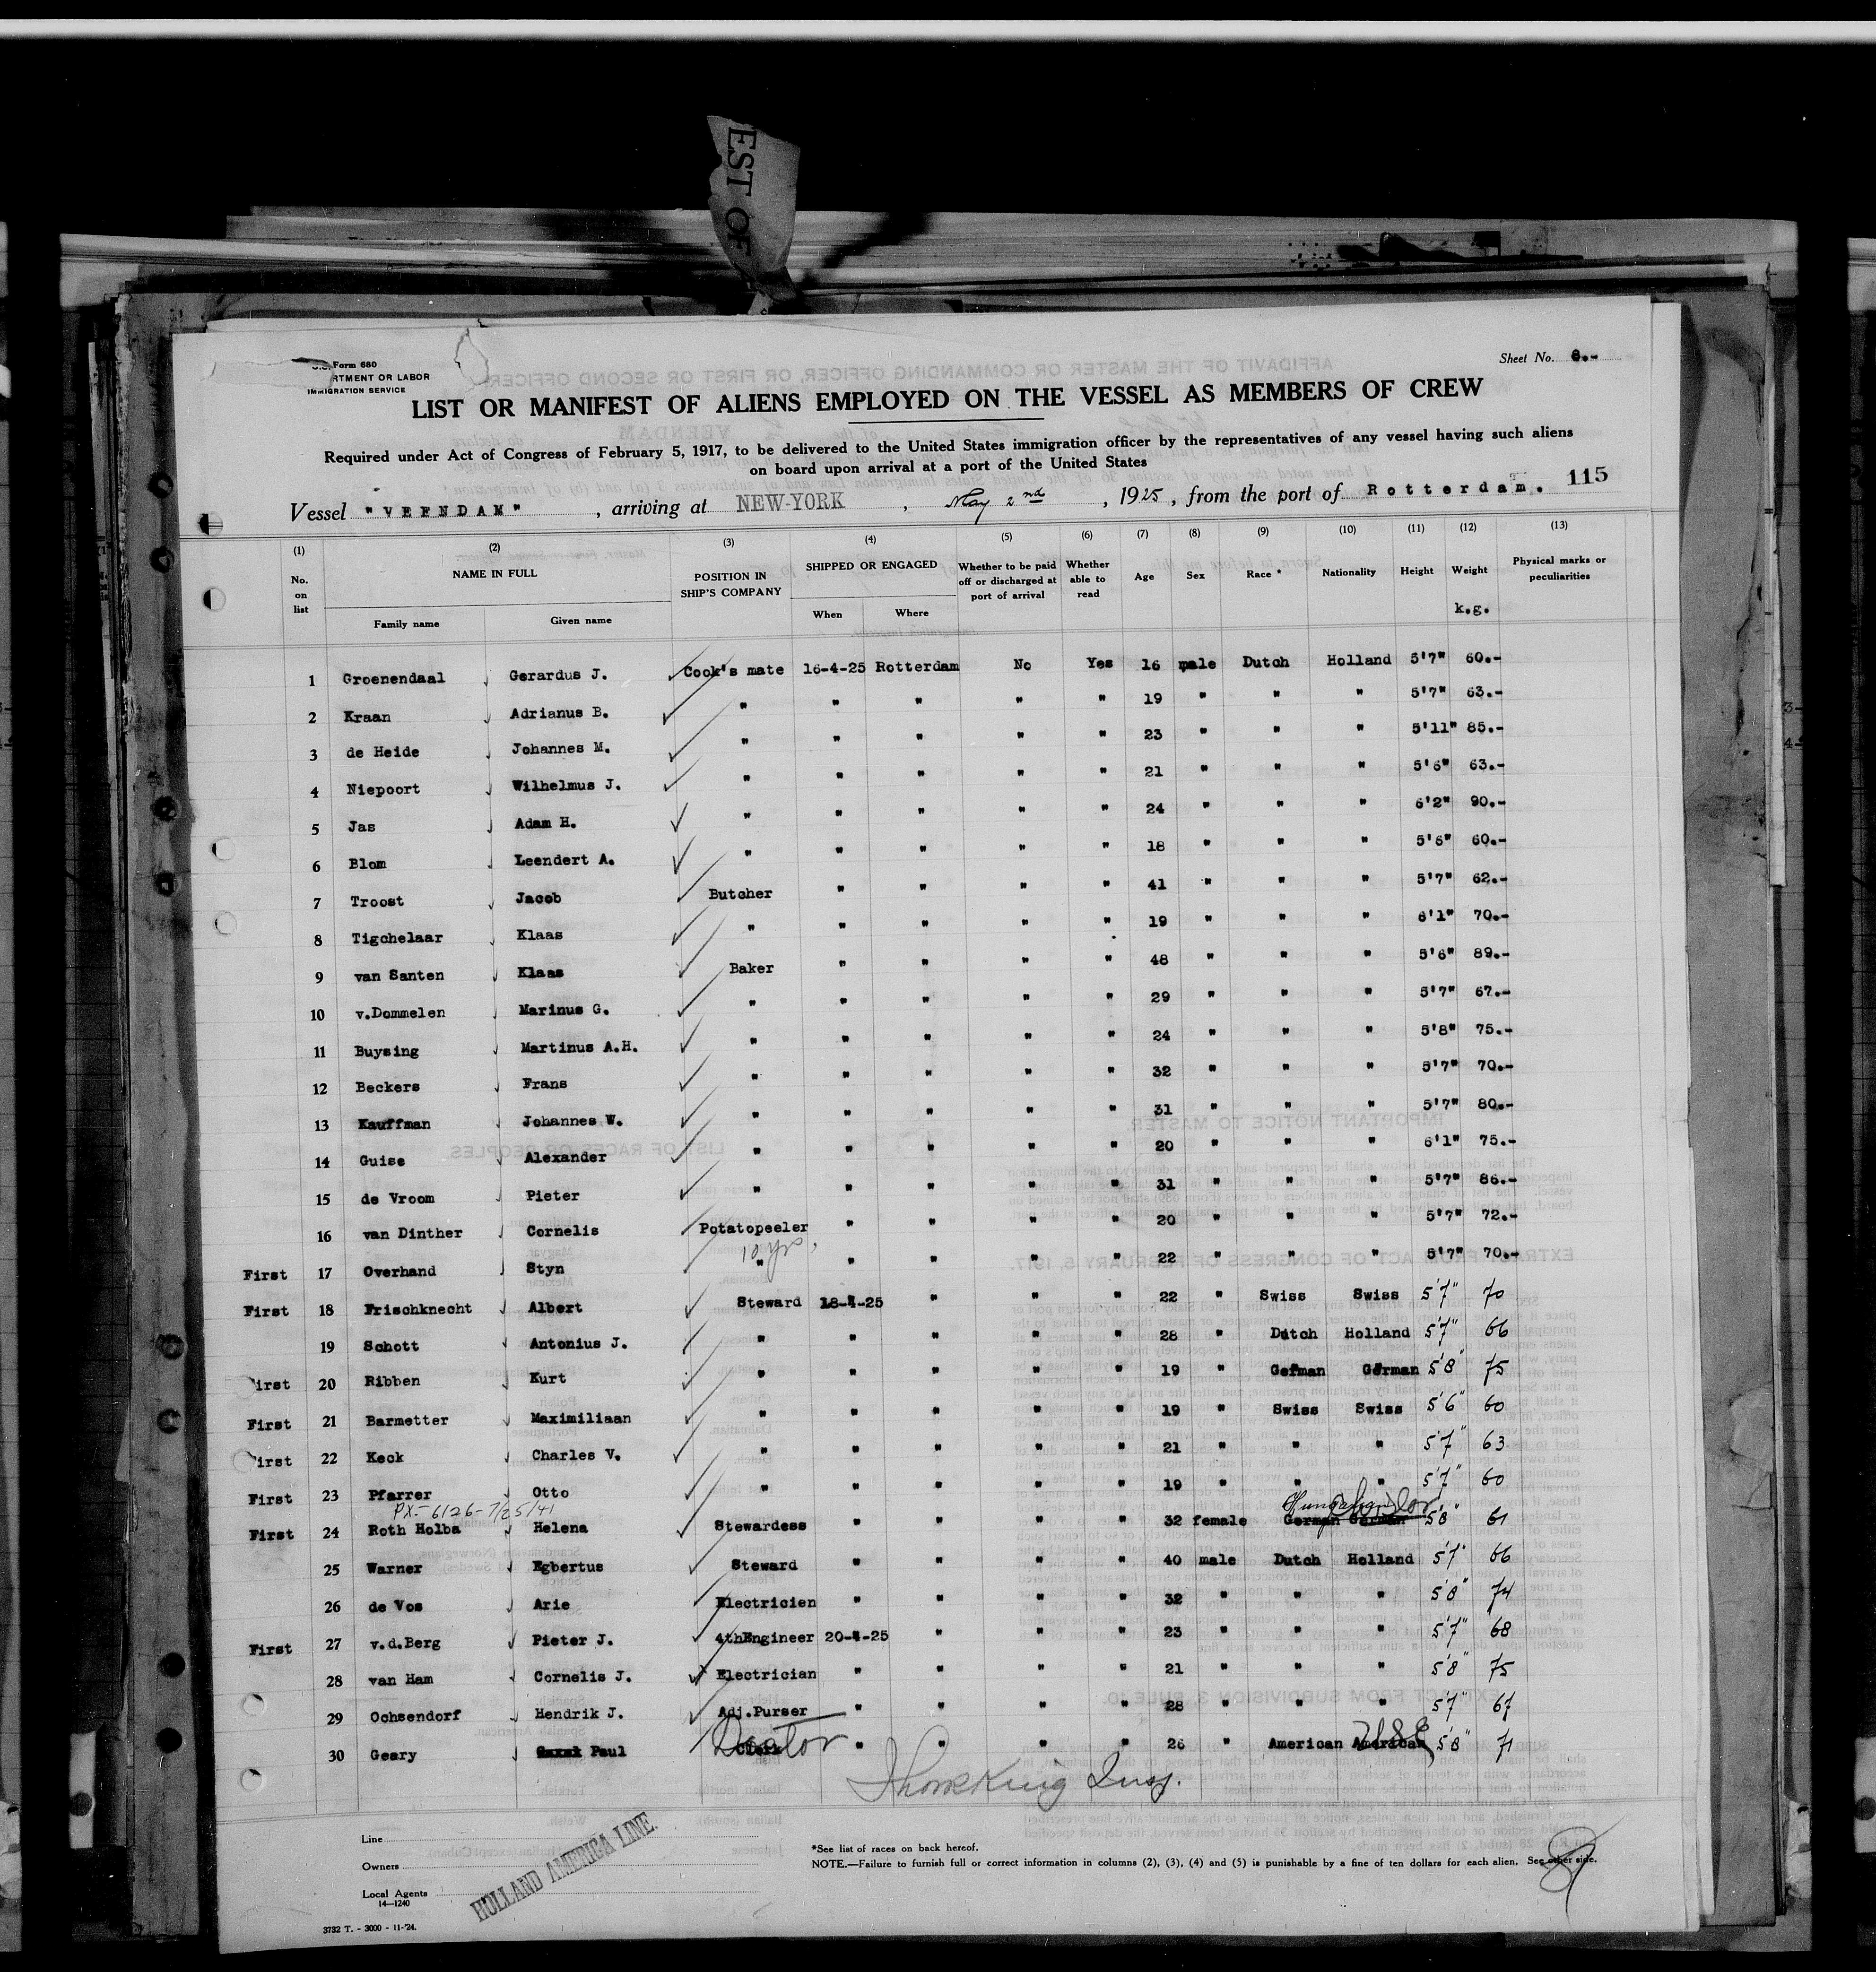 EST OF
Form 680
RTMENT OR LABOR
IMMIGRATION SERVICE
Sheet No. 8.-
LIST OR MANIFEST OF ALIENS EMPLOYED ON THE VESSEL AS MEMBERS OF CREW
Required under Act of Congress of February 5, 1917, to be delivered to the United States immigration officer by the representatives of any vessel having such aliens
on board upon arrival at a port of the United States
115
Vessel "VEENDAM", arriving at NEW-YORK, May 2nd, 1925, from the port of Rotterdam.
(1) (2) (3) (4) (5) (6) (7) (8) (9) (10) (11) (12) (13)
No. on list NAME IN FULL Family name Given name POSITION IN SHIP'S COMPANY SHIPPED OR ENGAGED When Where Whether to be paid off or discharged at port of arrival Whether able to read Age Sex Race * Nationality Height Weight k.g. Physical marks or peculiarities
1 Groenendaal Gerardus J. Cook's mate 16-4-25 Rotterdam No Yes 16 male Dutch Holland 5'7" 60.-
2 Kraan Adrianus B. " " " " " 19 " " " 5'7" 63.-
3 de Heide Johannes M. " " " " " 23 " " " 5'11" 85.-
4 Niepoort Wilhelmus J. " " " " " 21 " " " 5'6" 63.-
5 Jas Adam H. " " " " " 24 " " " 6'2" 90.-
6 Blom Leendert A. " " " " " 18 " " " 5'6" 60.-
7 Troost Jacob Butcher " " " " 41 " " " 5'7" 62.-
8 Tigchelaar Klaas " " " " " 19 " " " 6'1" 70.-
9 van Santen Klaas Baker " " " " 48 " " " 5'6" 89.-
10 v.Dommelen Marinus G. " " " " " 29 " " " 5'7" 67.-
11 Buysing Martinus A.H. " " " " " 24 " " " 5'8" 75.-
12 Beckers Frans " " " " " 32 " " " 5'7" 70.-
13 Kauffman Johannes W. " " " " " 31 " " " 5'7" 80.-
14 Guise Alexander " " " " " 20 " " " 6'1" 75.-
15 de Vroom Pieter " " " " " 31 " " " 5'7" 86.-
16 van Dinther Cornelis Potatopeeler " " " " 20 " " " 5'7" 72.-
10 yrs.
First 17 Overhand Styn " " " " " 22 " " " 5'7" 70.-
First 18 Frischknecht Albert Steward 18-4-25 " " " 22 " Swiss Swiss 5'7" 70
19 Schott Antonius J. " " " " " 28 " Dutch Holland 5'7" 66
irst 20 Ribben Kurt " " " " " 19 " German German 5'8" 75
First 21 Barmetter Maximiliaan " " " " " 19 " Swiss Swiss 5'6" 60
irst 22 Keck Charles V. " " " " " 21 " " " 5'7" 63
First 23 Pfarrer Otto " " " " " 19 " " " 5'7" 60
PX-6126-7/25/41
First 24 Roth Holba Helena Stewardess " " " " 32 female German German 5'8" 61
25 Warner Egbertus Steward " " " " 40 male Dutch Holland 5'7" 66
26 de Vos Arie Electricien " " " " 32 " " " 5'8" 74
First 27 v.d.Berg Pieter J. 4thEngineer 20-4-25 " " " 23 " " " 5'7" 68
28 van Ham Cornelis J. Electrician " " " " 21 " " " 5'8" 75
29 Ochsendorf Hendrik J. Adj.Purser " " " " 28 " " " 5'7" 67
30 Geary Paul Clerk Doctor " " " " 26 " American American USC 5'8" 71
Insp.
Line
Owners
Local Agents
14-1240
HOLLAND AMERICA LINE.
*See list of races on back hereof.
NOTE.—Failure to furnish full or correct information in columns (2), (3), (4) and (5) is punishable by a fine of ten dollars for each alien. See other side.
3732 T. - 3000 - 11-'24.